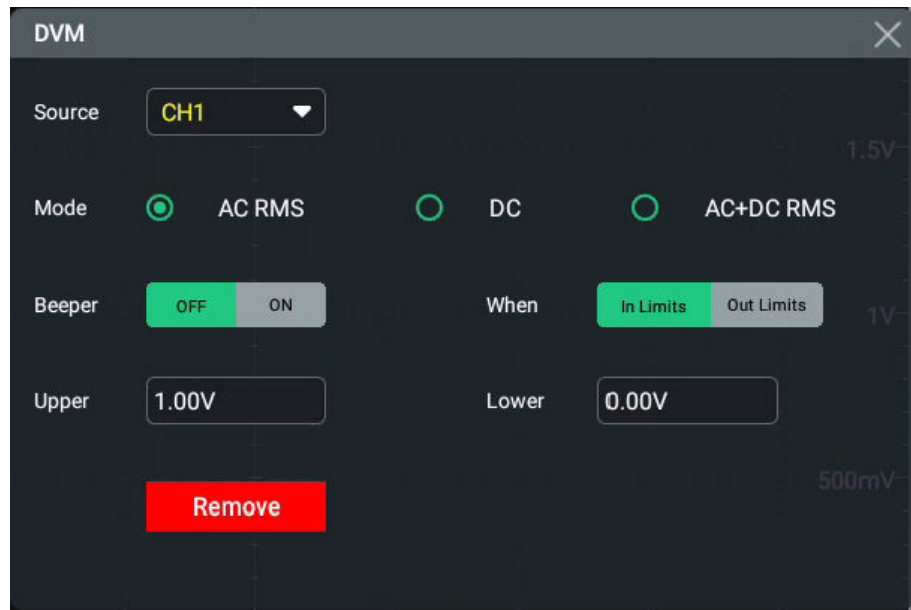 DVM
Source CH1
1.5V
Mode AC RMS DC AC+DC RMS
Beeper OFF ON When In Limits Out Limits
1V
Upper 1.00V Lower 0.00V
500mV
Remove